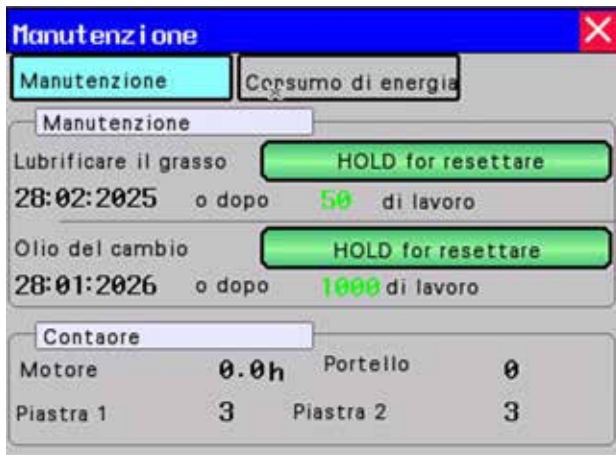 Manutenzione
Manutenzione Consumo di energia
Manutenzione
Lubrificare il grasso HOLD for resettare
28:02:2025 o dopo 50 di lavoro
Olio del cambio HOLD for resettare
28:01:2026 o dopo 1000 di lavoro
Contaore
Motore 0.0h Portello 0
Piastra 1 3 Piastra 2 3